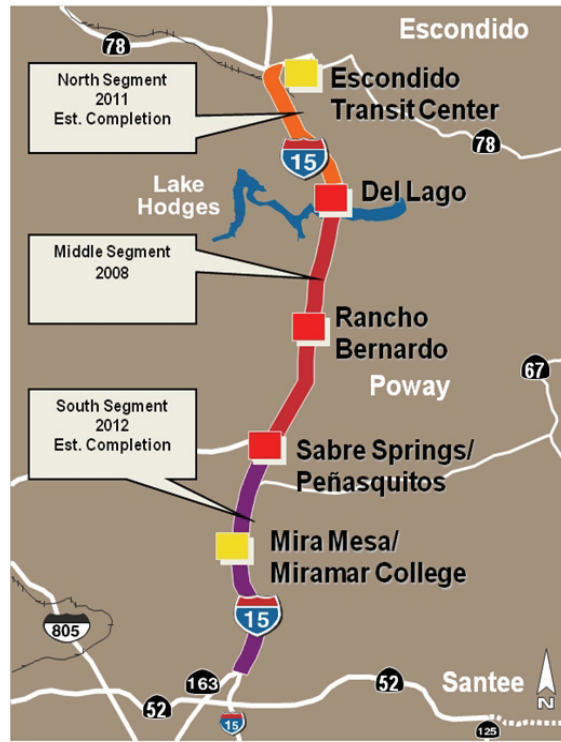 Escondido
78
North Segment
2011
Est. Completion
Escondido
Transit Center
78
15
Lake
Hodges
Del Lago
Middle Segment
2008
Rancho
Bernardo
67
Poway
South Segment
2012
Est. Completion
Sabre Springs/
Peñasquitos
Mira Mesa/
Miramar College
15
805
163
52
Santee
N
52
15
125